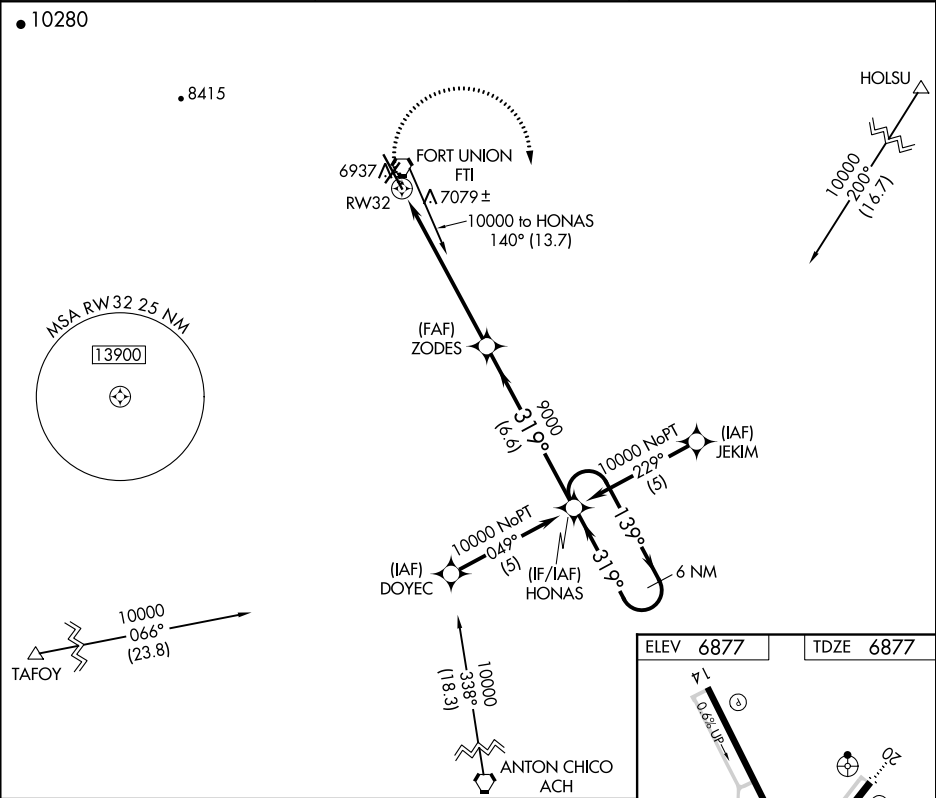 10280
8415
HOLSU
10000
200°
(16.7)
FORT UNION
FTI
6937
7079 ±
RW32
10000 to HONAS
140° (13.7)
MSA RW32 25 NM
13900
(FAF)
ZODES
9000
319°
(6.6)
(IAF)
JEKIM
10000 NoPT
229°
(5)
10000 NoPT
049°
(5)
(IAF)
DOYEC
(IF/IAF)
HONAS
139°
319°
6 NM
10000
066°
(23.8)
TAFOY
10000
338°
(18.3)
ANTON CHICO
ACH
ELEV 6877
TDZE 6877
14
P
0.6% UP
20